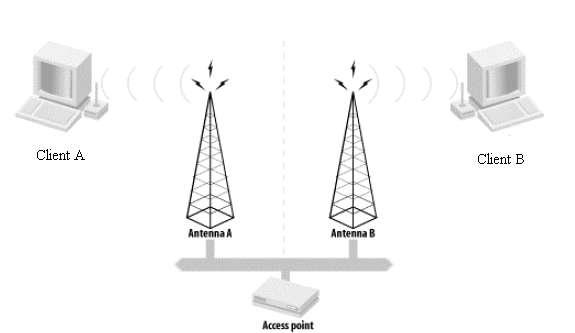 Client A
Client B
Antenna A
Antenna B
Access point